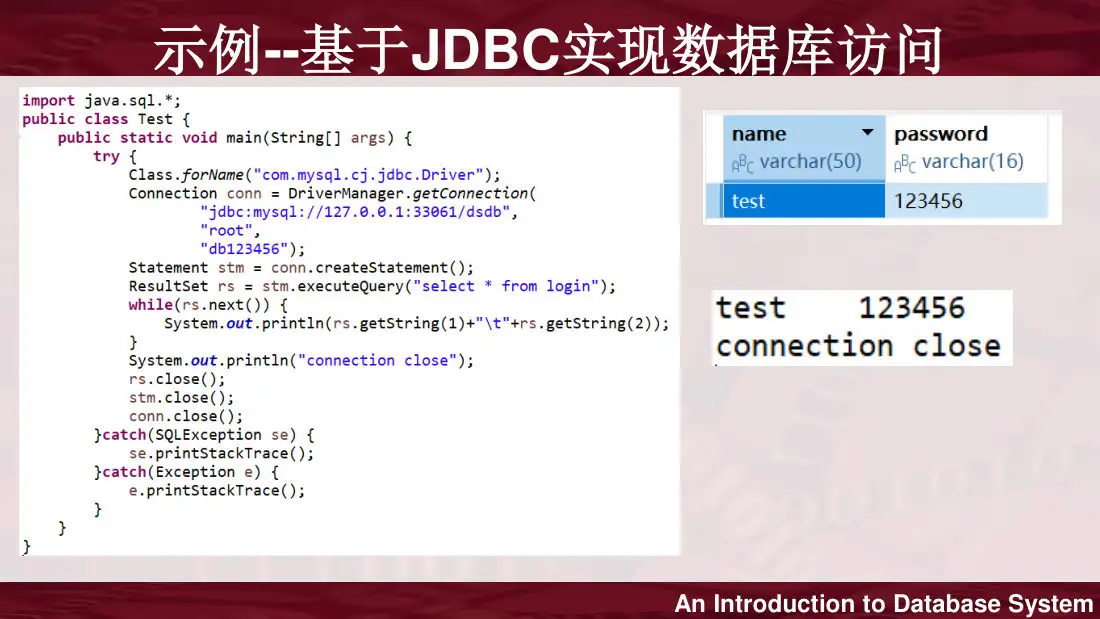 示例--基于JDBC实现数据库访问
import java.sql.*;
public class Test {
    public static void main(String[] args) {
        try {
            Class.forName("com.mysql.cj.jdbc.Driver");
            Connection conn = DriverManager.getConnection(
                    "jdbc:mysql://127.0.0.1:33061/dsdb",
                    "root",
                    "db123456");
            Statement stm = conn.createStatement();
            ResultSet rs = stm.executeQuery("select * from login");
            while(rs.next()) {
                System.out.println(rs.getString(1)+"\t"+rs.getString(2));
            }
            System.out.println("connection close");
            rs.close();
            stm.close();
            conn.close();
        }catch(SQLException se) {
            se.printStackTrace();
        }catch(Exception e) {
            e.printStackTrace();
        }
    }
}
name password
ABC varchar(50) ABC varchar(16)
test 123456
test 123456
connection close
An Introduction to Database System